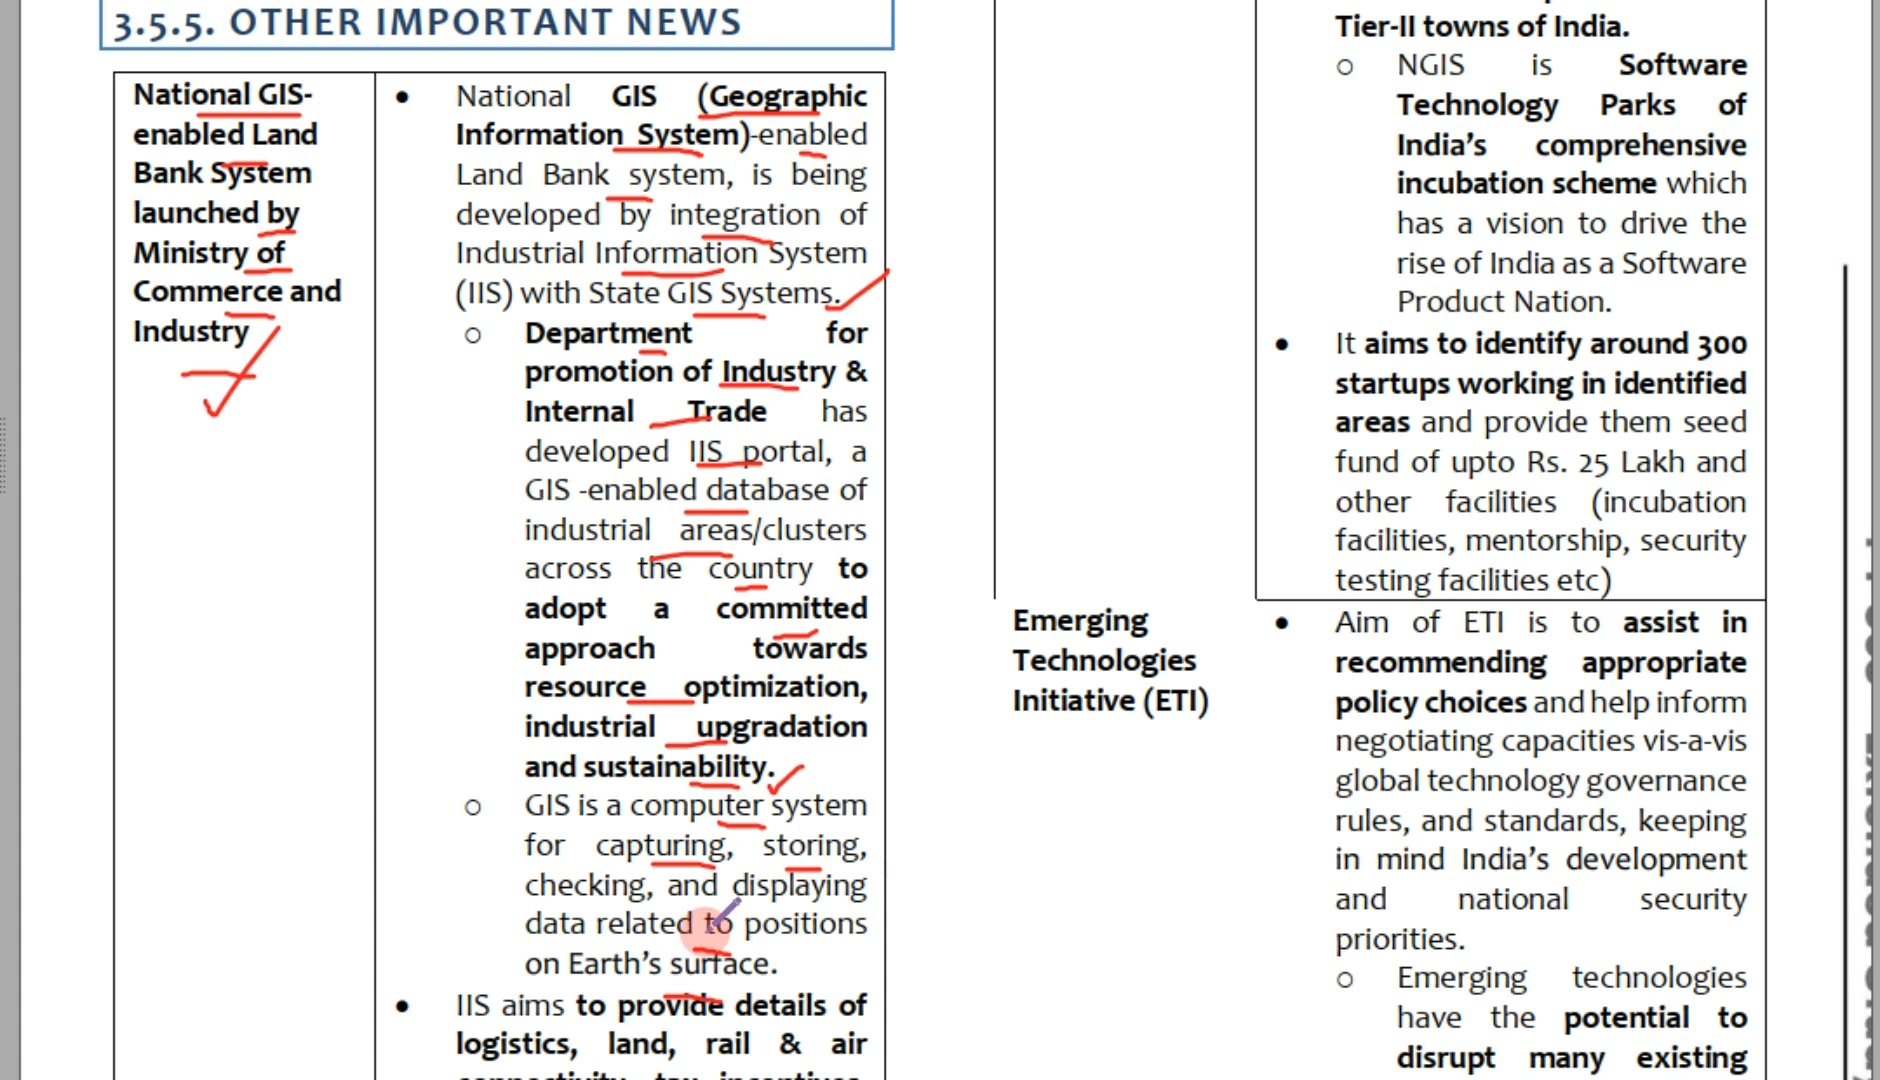 3.5.5. OTHER IMPORTANT NEWS
National GIS-
enabled Land
Bank System
launched by
Ministry of
Commerce and
Industry
• National GIS (Geographic
Information System)-enabled
Land Bank system, is being
developed by integration of
Industrial Information System
(IIS) with State GIS Systems.
o Department for
promotion of Industry &
Internal Trade has
developed IIS portal, a
GIS -enabled database of
industrial areas/clusters
across the country to
adopt a committed
approach towards
resource optimization,
industrial upgradation
and sustainability.
o GIS is a computer system
for capturing, storing,
checking, and displaying
data related to positions
on Earth's surface.
• IIS aims to provide details of
logistics, land, rail & air
connectivity, tax incentives,
Tier-II towns of India.
o NGIS is Software
Technology Parks of
India's comprehensive
incubation scheme which
has a vision to drive the
rise of India as a Software
Product Nation.
• It aims to identify around 300
startups working in identified
areas and provide them seed
fund of upto Rs. 25 Lakh and
other facilities (incubation
facilities, mentorship, security
testing facilities etc)
Emerging
Technologies
Initiative (ETI)
• Aim of ETI is to assist in
recommending appropriate
policy choices and help inform
negotiating capacities vis-a-vis
global technology governance
rules, and standards, keeping
in mind India's development
and national security
priorities.
o Emerging technologies
have the potential to
disrupt many existing